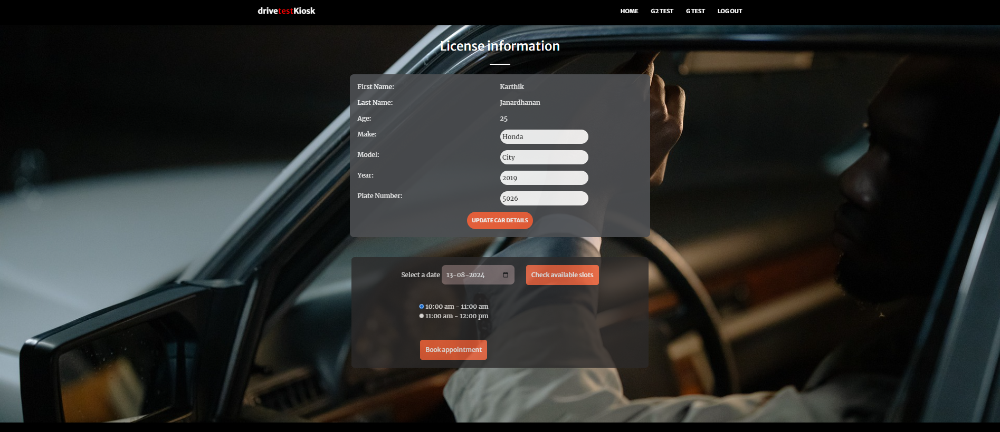 drivetestKiosk HOME G2 TEST G TEST LOG OUT
License information
First Name: Karthik
Last Name: Janardhanan
Age: 25
Make: Honda
Model: City
Year: 2019
Plate Number: 5026
UPDATE CAR DETAILS
Select a date 13-08-2024 Check available slots
10:00 am - 11:00 am
11:00 am - 12:00 pm
Book appointment